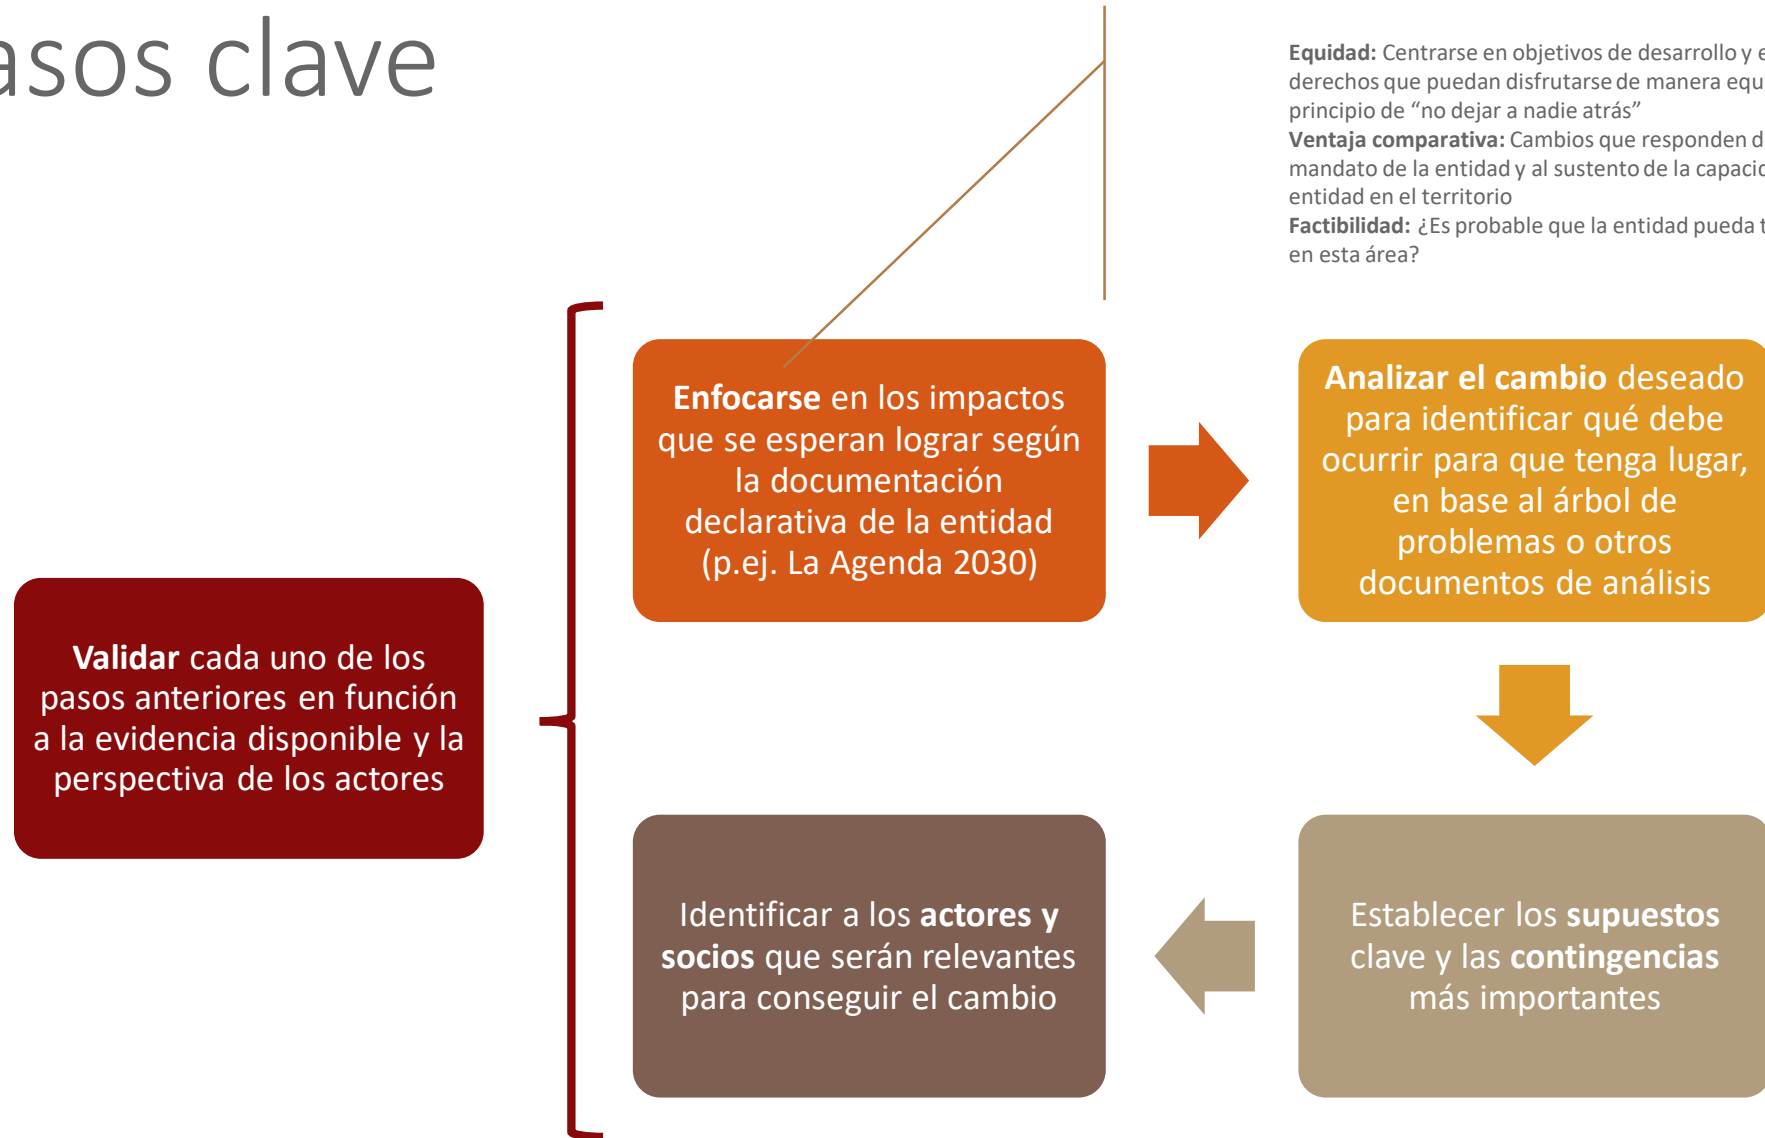 asos clave
Equidad: Centrarse en objetivos de desarrollo y e
derechos que puedan disfrutarse de manera equ
principio de “no dejar a nadie atrás”
Ventaja comparativa: Cambios que responden d
mandato de la entidad y al sustento de la capacid
entidad en el territorio
Factibilidad: ¿Es probable que la entidad pueda t
en esta área?
Enfocarse en los impactos
que se esperan lograr según
la documentación
declarativa de la entidad
(p.ej. La Agenda 2030)
Analizar el cambio deseado
para identificar qué debe
ocurrir para que tenga lugar,
en base al árbol de
problemas o otros
documentos de análisis
Validar cada uno de los
pasos anteriores en función
a la evidencia disponible y la
perspectiva de los actores
Identificar a los actores y
socios que serán relevantes
para conseguir el cambio
Establecer los supuestos
clave y las contingencias
más importantes